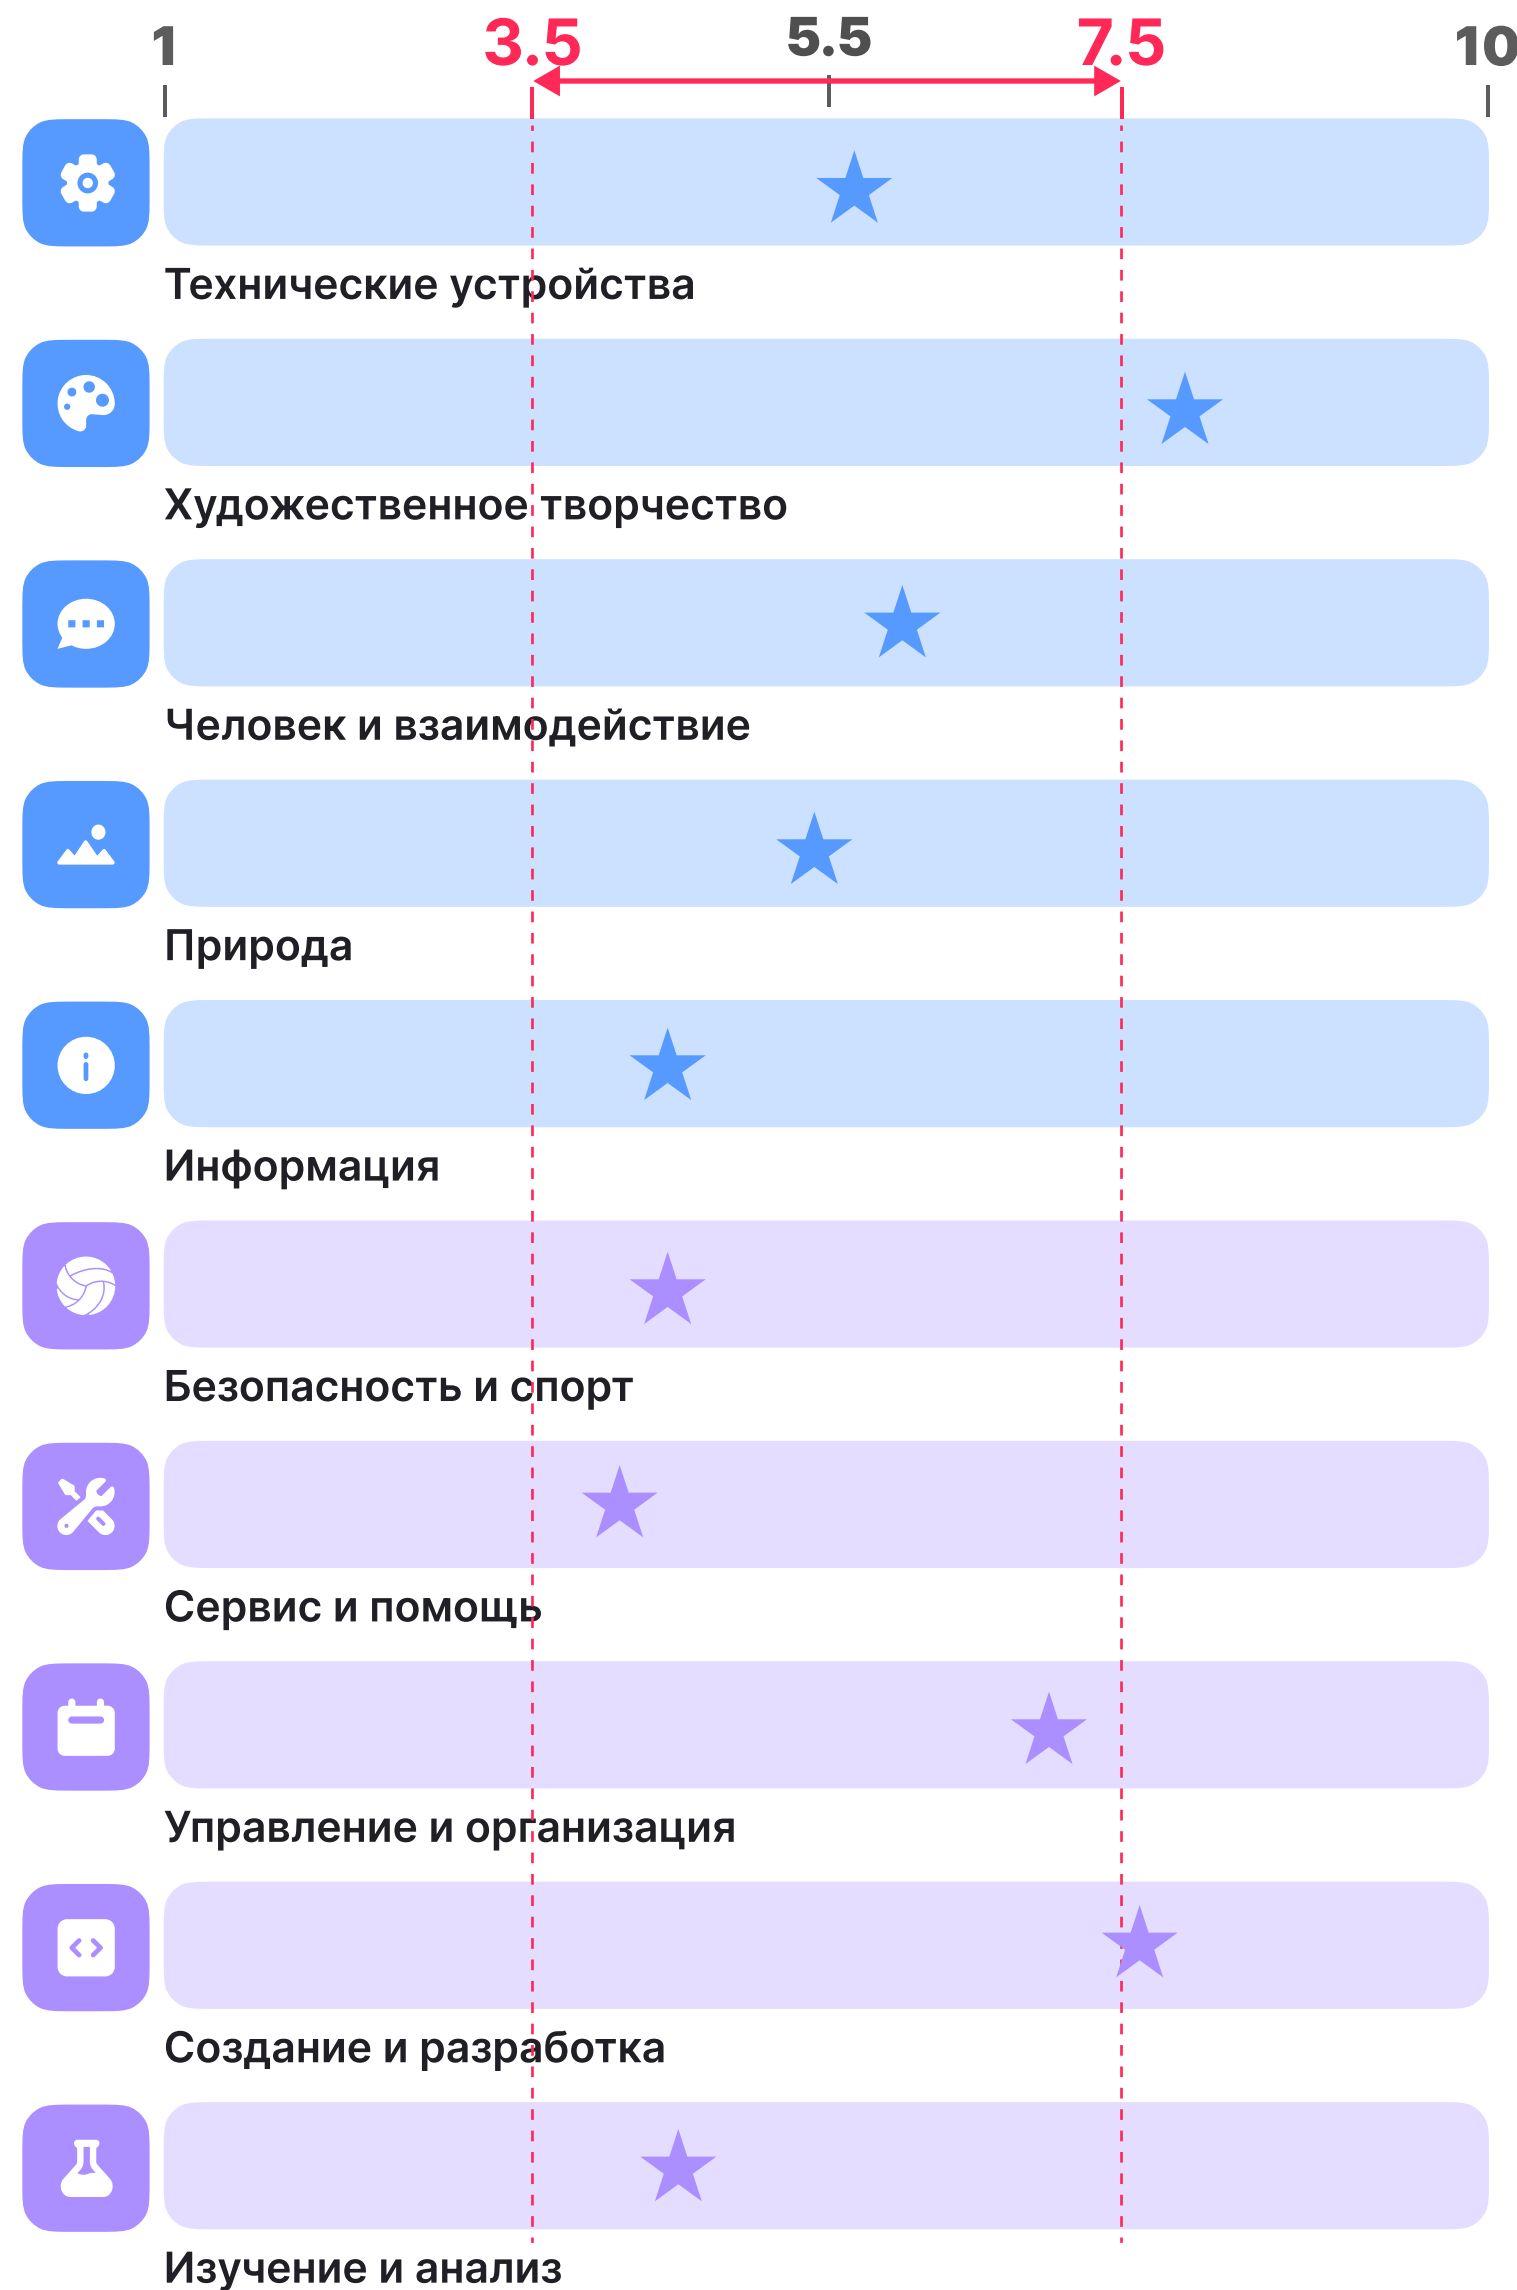 1 3.5 5.5 7.5 10
Технические устройства
Художественное творчество
Человек и взаимодействие
Природа
Информация
Безопасность и спорт
Сервис и помощь
Управление и организация
Создание и разработка
Изучение и анализ